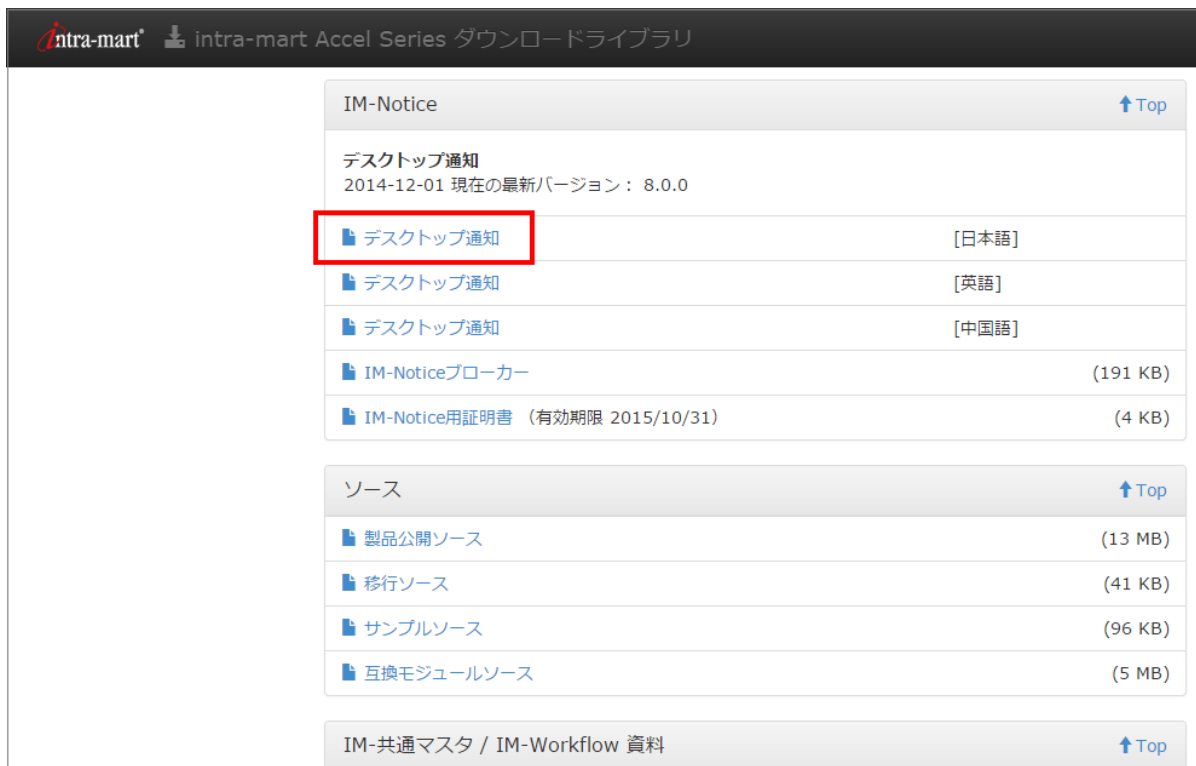 intra-mart® intra-mart Accel Series ダウンロードライブラリ
IM-Notice Top
デスクトップ通知
2014-12-01 現在の最新バージョン： 8.0.0
デスクトップ通知 [日本語]
デスクトップ通知 [英語]
デスクトップ通知 [中国語]
IM-Noticeブローカー (191 KB)
IM-Notice用証明書 （有効期限 2015/10/31） (4 KB)
ソース Top
製品公開ソース (13 MB)
移行ソース (41 KB)
サンプルソース (96 KB)
互換モジュールソース (5 MB)
IM-共通マスタ / IM-Workflow 資料 Top